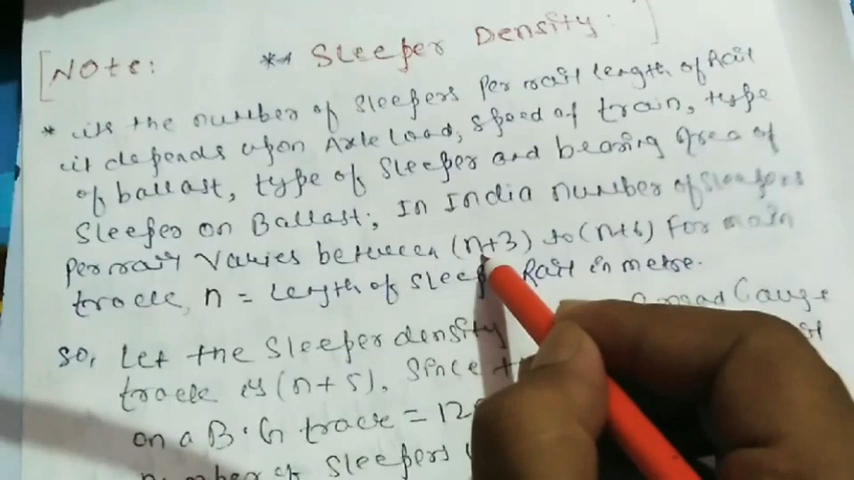 [Note: ** Sleeper Density:]
* its the number of sleepers per rail length of Rail
it depends upon Axle load, speed of train, type
of ballast, type of sleeper and bearing area of
sleeper on Ballast; In India number of sleepers
per rail varies between (n+3) to (n+6) for main
track, n = length of Rail in metre.
so, Let the sleeper density Broad Gauge
track is (n+5), Since
on a B.G track = 12
number of sleepers